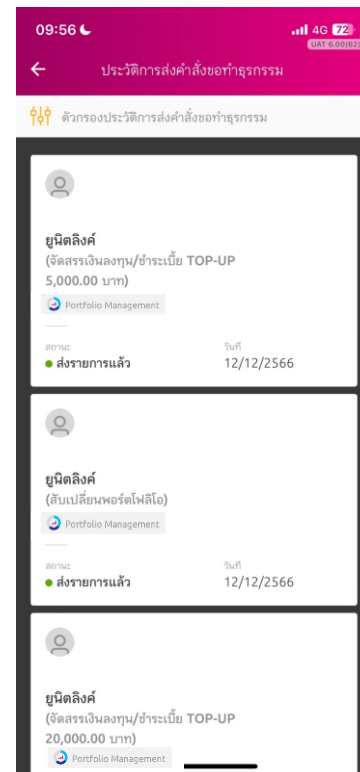 09:56
4G 72
UAT 6.00(62)
ประวัติการส่งคำสั่งขอทำธุรกรรม
ตัวกรองประวัติการส่งคำสั่งขอทำธุรกรรม
ยูนิตลิงค์
(จัดสรรเงินลงทุน/ชำระเบี้ย TOP-UP
5,000.00 บาท)
Portfolio Management
สถานะ วันที่
ส่งรายการแล้ว 12/12/2566
ยูนิตลิงค์
(สับเปลี่ยนพอร์ตโฟลิโอ)
Portfolio Management
สถานะ วันที่
ส่งรายการแล้ว 12/12/2566
ยูนิตลิงค์
(จัดสรรเงินลงทุน/ชำระเบี้ย TOP-UP
20,000.00 บาท)
Portfolio Management